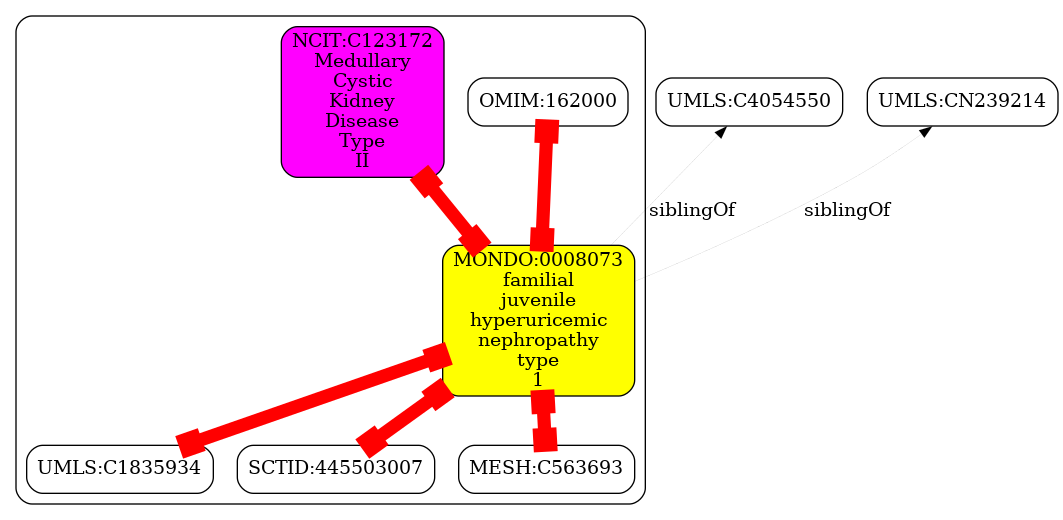 NCIT:C123172
Medullary
Cystic
Kidney
Disease
Type
II
OMIM:162000
UMLS:C4054550
UMLS:CN239214
siblingOf
siblingOf
MONDO:0008073
familial
juvenile
hyperuricemic
nephropathy
type
1
UMLS:C1835934
SCTID:445503007
MESH:C563693